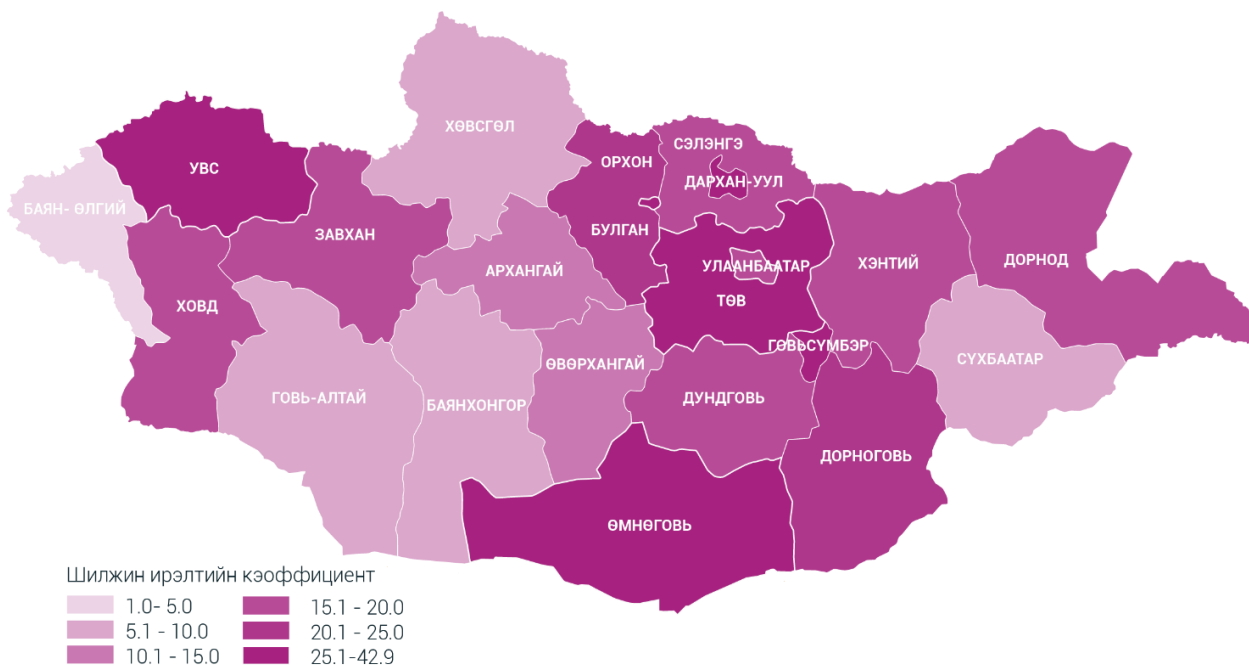 ХӨВСГӨЛ
СЭЛЭНГЭ
ОРХОН
УВС
ДАРХАН-УУЛ
БАЯН- ӨЛГИЙ
БУЛГАН
ЗАВХАН
ХЭНТИЙ
ДОРНОД
АРХАНГАЙ
УЛААНБААТАР
ХОВД
ТӨВ
ГОВЬСҮМБЭР
СҮХБААТАР
ӨВӨРХАНГАЙ
ГОВЬ-АЛТАЙ
БАЯНХОНГОР
ДУНДГОВЬ
ДОРНОГОВЬ
ӨМНӨГОВЬ
Шилжин ирэлтийн кэоффициент
1.0- 5.0
5.1 - 10.0
10.1 - 15.0
15.1 - 20.0
20.1 - 25.0
25.1-42.9